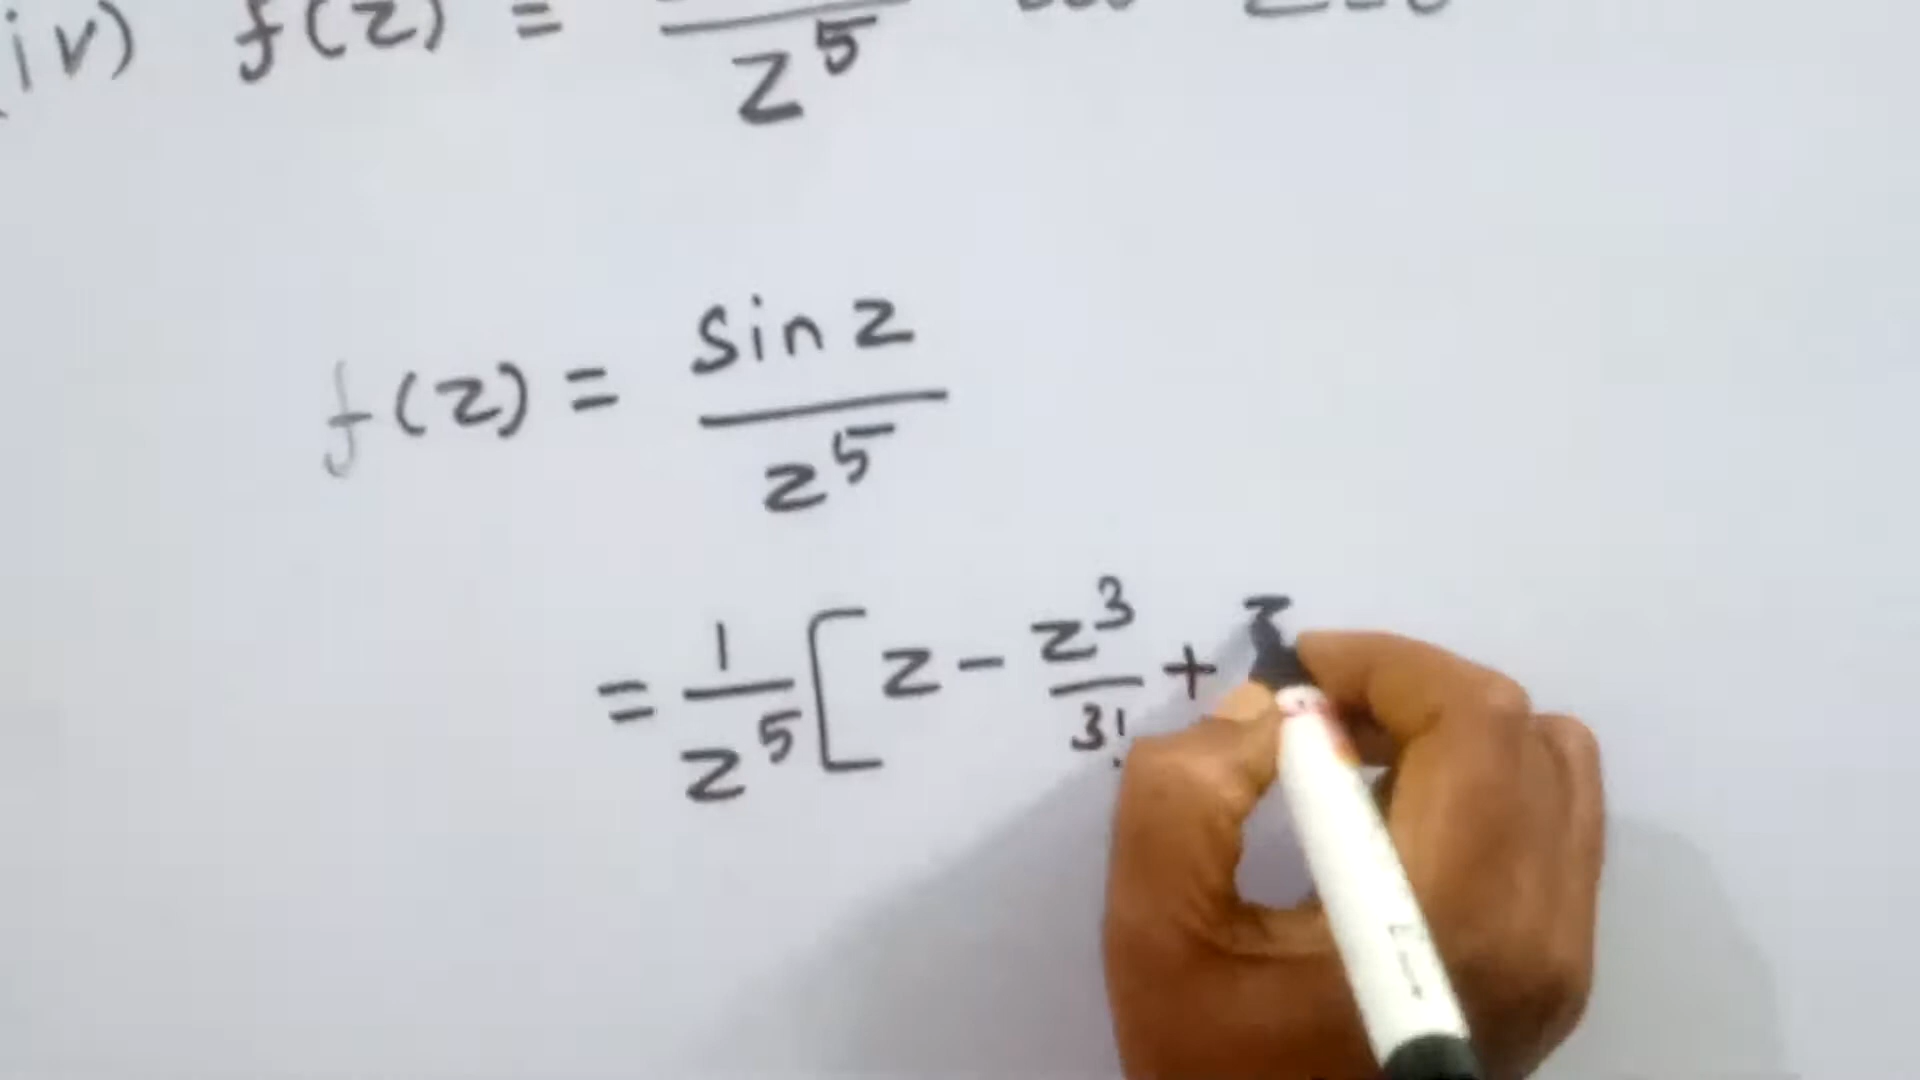 (iv) f(z) = /z⁵
f(z) = sin z/z⁵
= 1/z⁵ [z - z³/3! + z